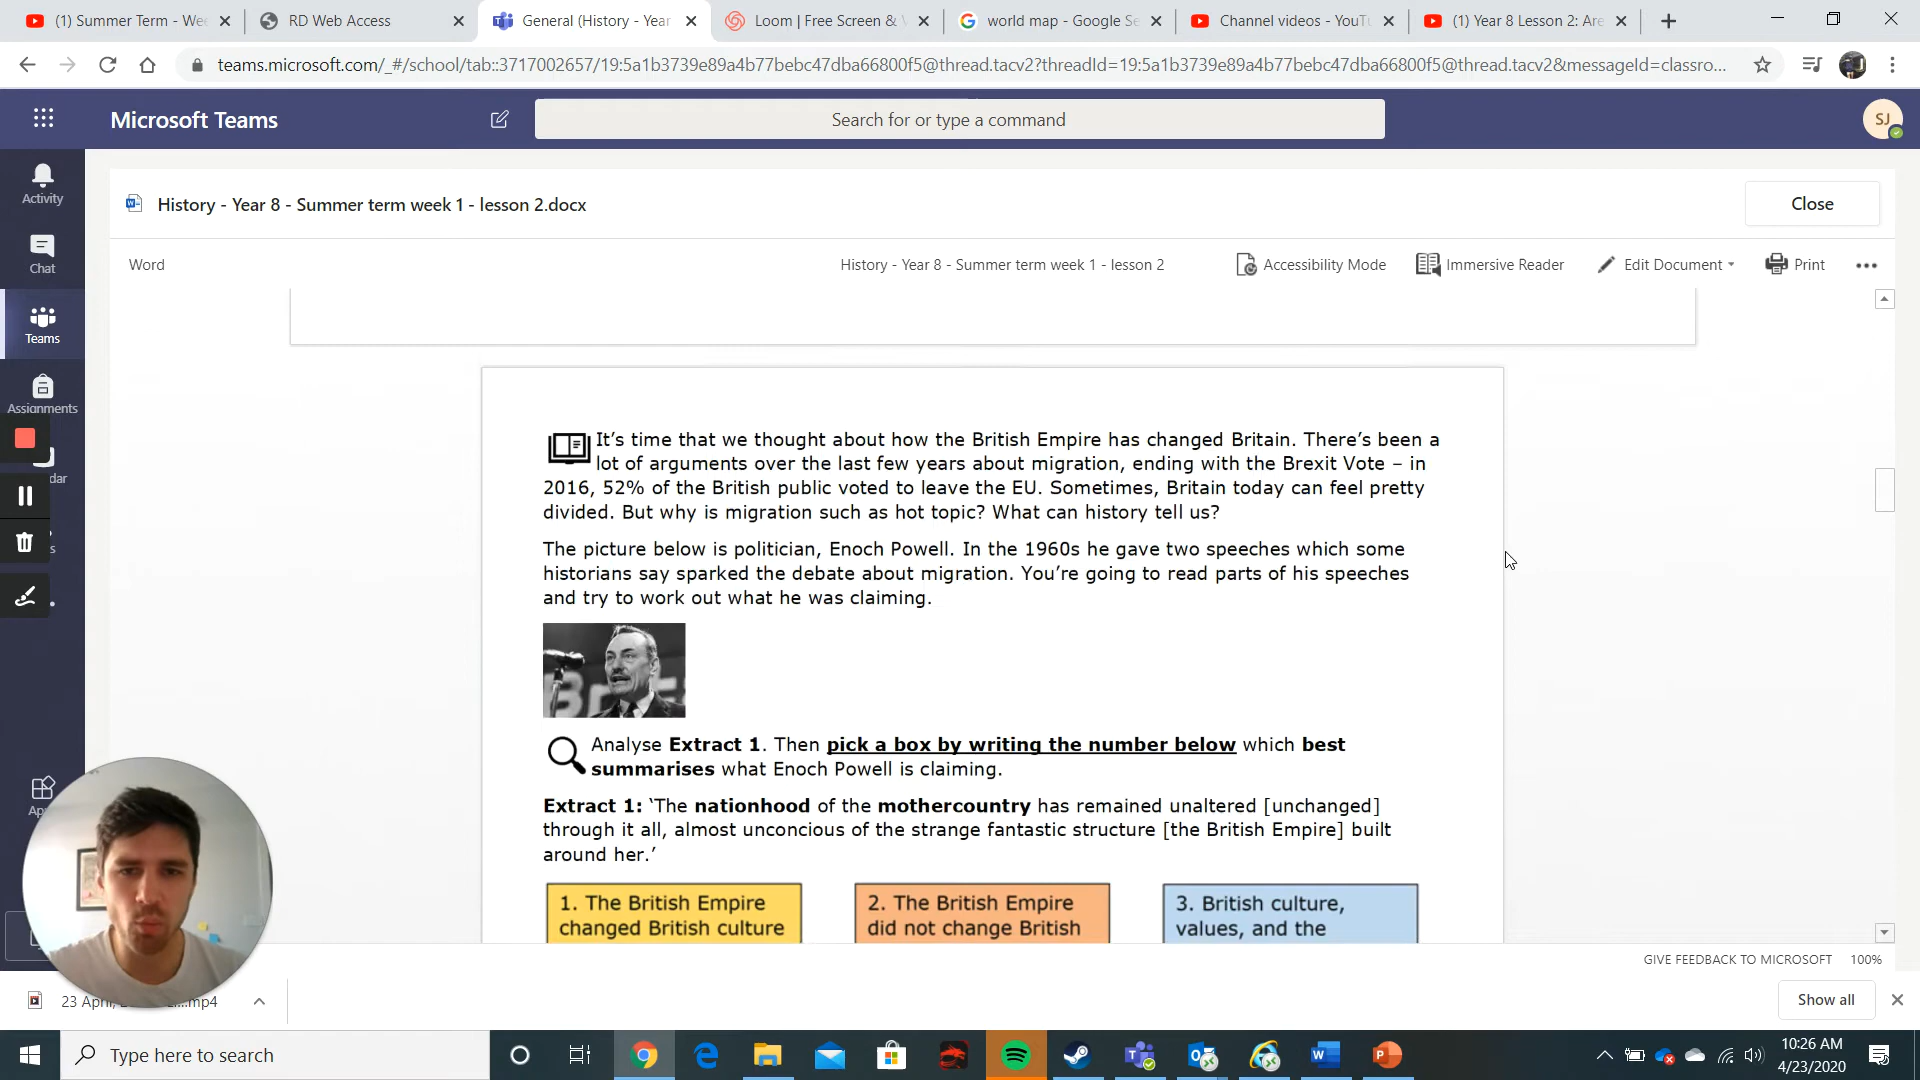 (1) Summer Term - Wee
RD Web Access
General (History - Year
Loom | Free Screen &
world map - Google Se
Channel videos - YouTu
(1) Year 8 Lesson 2: Are
teams.microsoft.com/_#/school/tab::3717002657/19:5a1b3739e89a4b77bebc47dba66800f5@thread.tacv2?threadId=19:5a1b3739e89a4b77bebc47dba66800f5@thread.tacv2&messageId=classro...
Microsoft Teams
Search for or type a command
SJ
Activity
Chat
Teams
Assignments
dar
Ap
History - Year 8 - Summer term week 1 - lesson 2.docx
Close
Word
History - Year 8 - Summer term week 1 - lesson 2
Accessibility Mode
Immersive Reader
Edit Document
Print
It's time that we thought about how the British Empire has changed Britain. There's been a
lot of arguments over the last few years about migration, ending with the Brexit Vote – in
2016, 52% of the British public voted to leave the EU. Sometimes, Britain today can feel pretty
divided. But why is migration such as hot topic? What can history tell us?
The picture below is politician, Enoch Powell. In the 1960s he gave two speeches which some
historians say sparked the debate about migration. You're going to read parts of his speeches
and try to work out what he was claiming.
Analyse Extract 1. Then pick a box by writing the number below which best
summarises what Enoch Powell is claiming.
Extract 1: 'The nationhood of the mothercountry has remained unaltered [unchanged]
through it all, almost unconcious of the strange fantastic structure [the British Empire] built
around her.'
1. The British Empire
changed British culture
2. The British Empire
did not change British
3. British culture,
values, and the
GIVE FEEDBACK TO MICROSOFT
100%
23 April,
.mp4
Show all
Type here to search
10:26 AM
4/23/2020